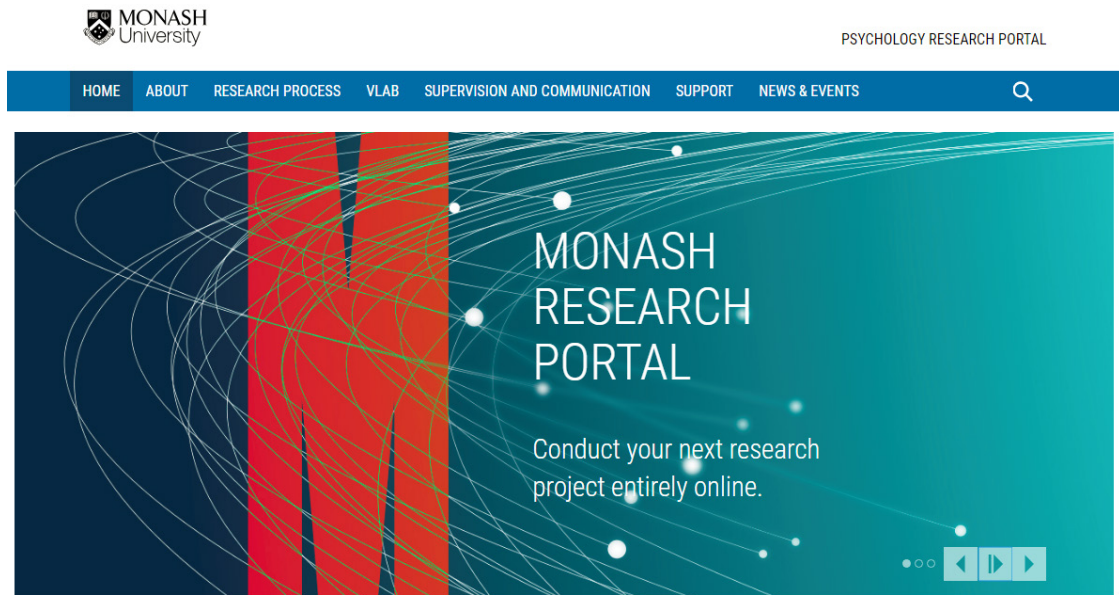 MONASH
University
PSYCHOLOGY RESEARCH PORTAL
HOME ABOUT RESEARCH PROCESS VLAB SUPERVISION AND COMMUNICATION SUPPORT NEWS & EVENTS
MONASH
RESEARCH
PORTAL
Conduct your next research
project entirely online.